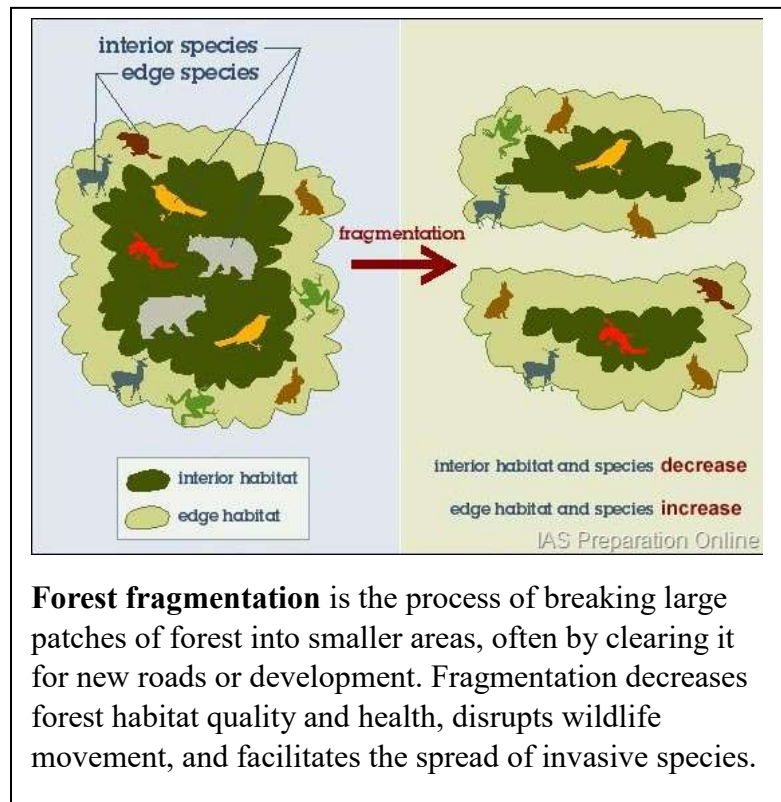 interior species
edge species
fragmentation
interior habitat
edge habitat
interior habitat and species decrease
edge habitat and species increase
IAS Preparation Online
Forest fragmentation is the process of breaking large
patches of forest into smaller areas, often by clearing it
for new roads or development. Fragmentation decreases
forest habitat quality and health, disrupts wildlife
movement, and facilitates the spread of invasive species.